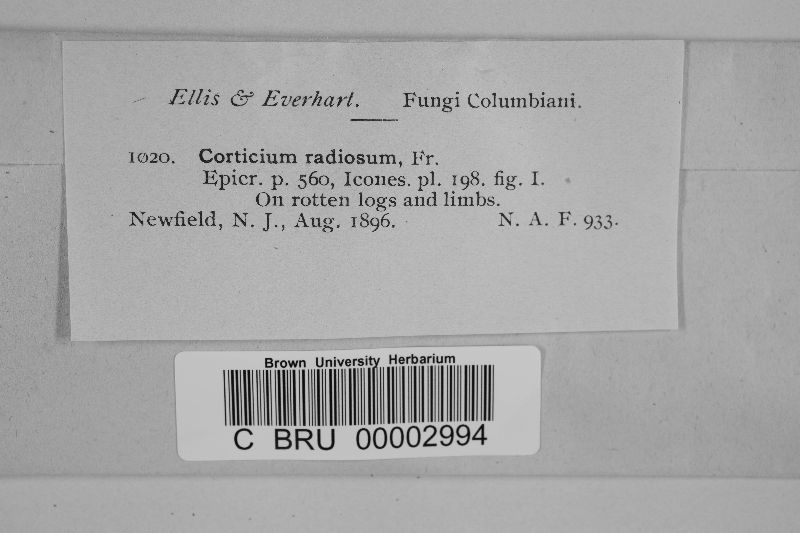 Ellis & Everhart. Fungi Columbiani.
1020. Corticium radiosum, Fr.
Epicr. p. 560, Icones. pl. 198. fig. I.
On rotten logs and limbs.
Newfield, N. J., Aug. 1896. N. A. F. 933.
Brown University Herbarium
C BRU 00002994